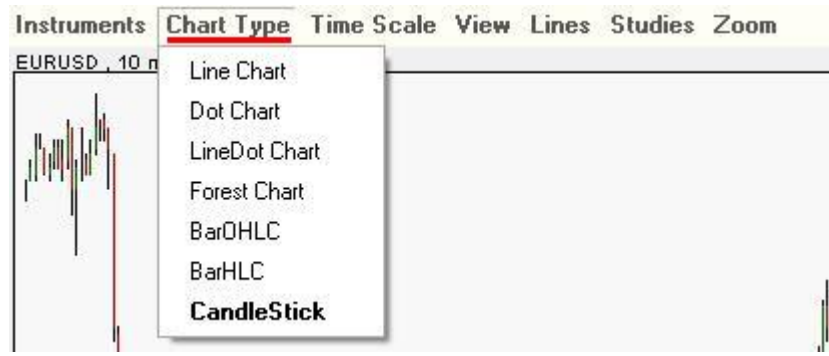 Instruments Chart Type Time Scale View Lines Studies Zoom
EURUSD , 10
Line Chart
Dot Chart
LineDot Chart
Forest Chart
BarOHLC
BarHLC
CandleStick